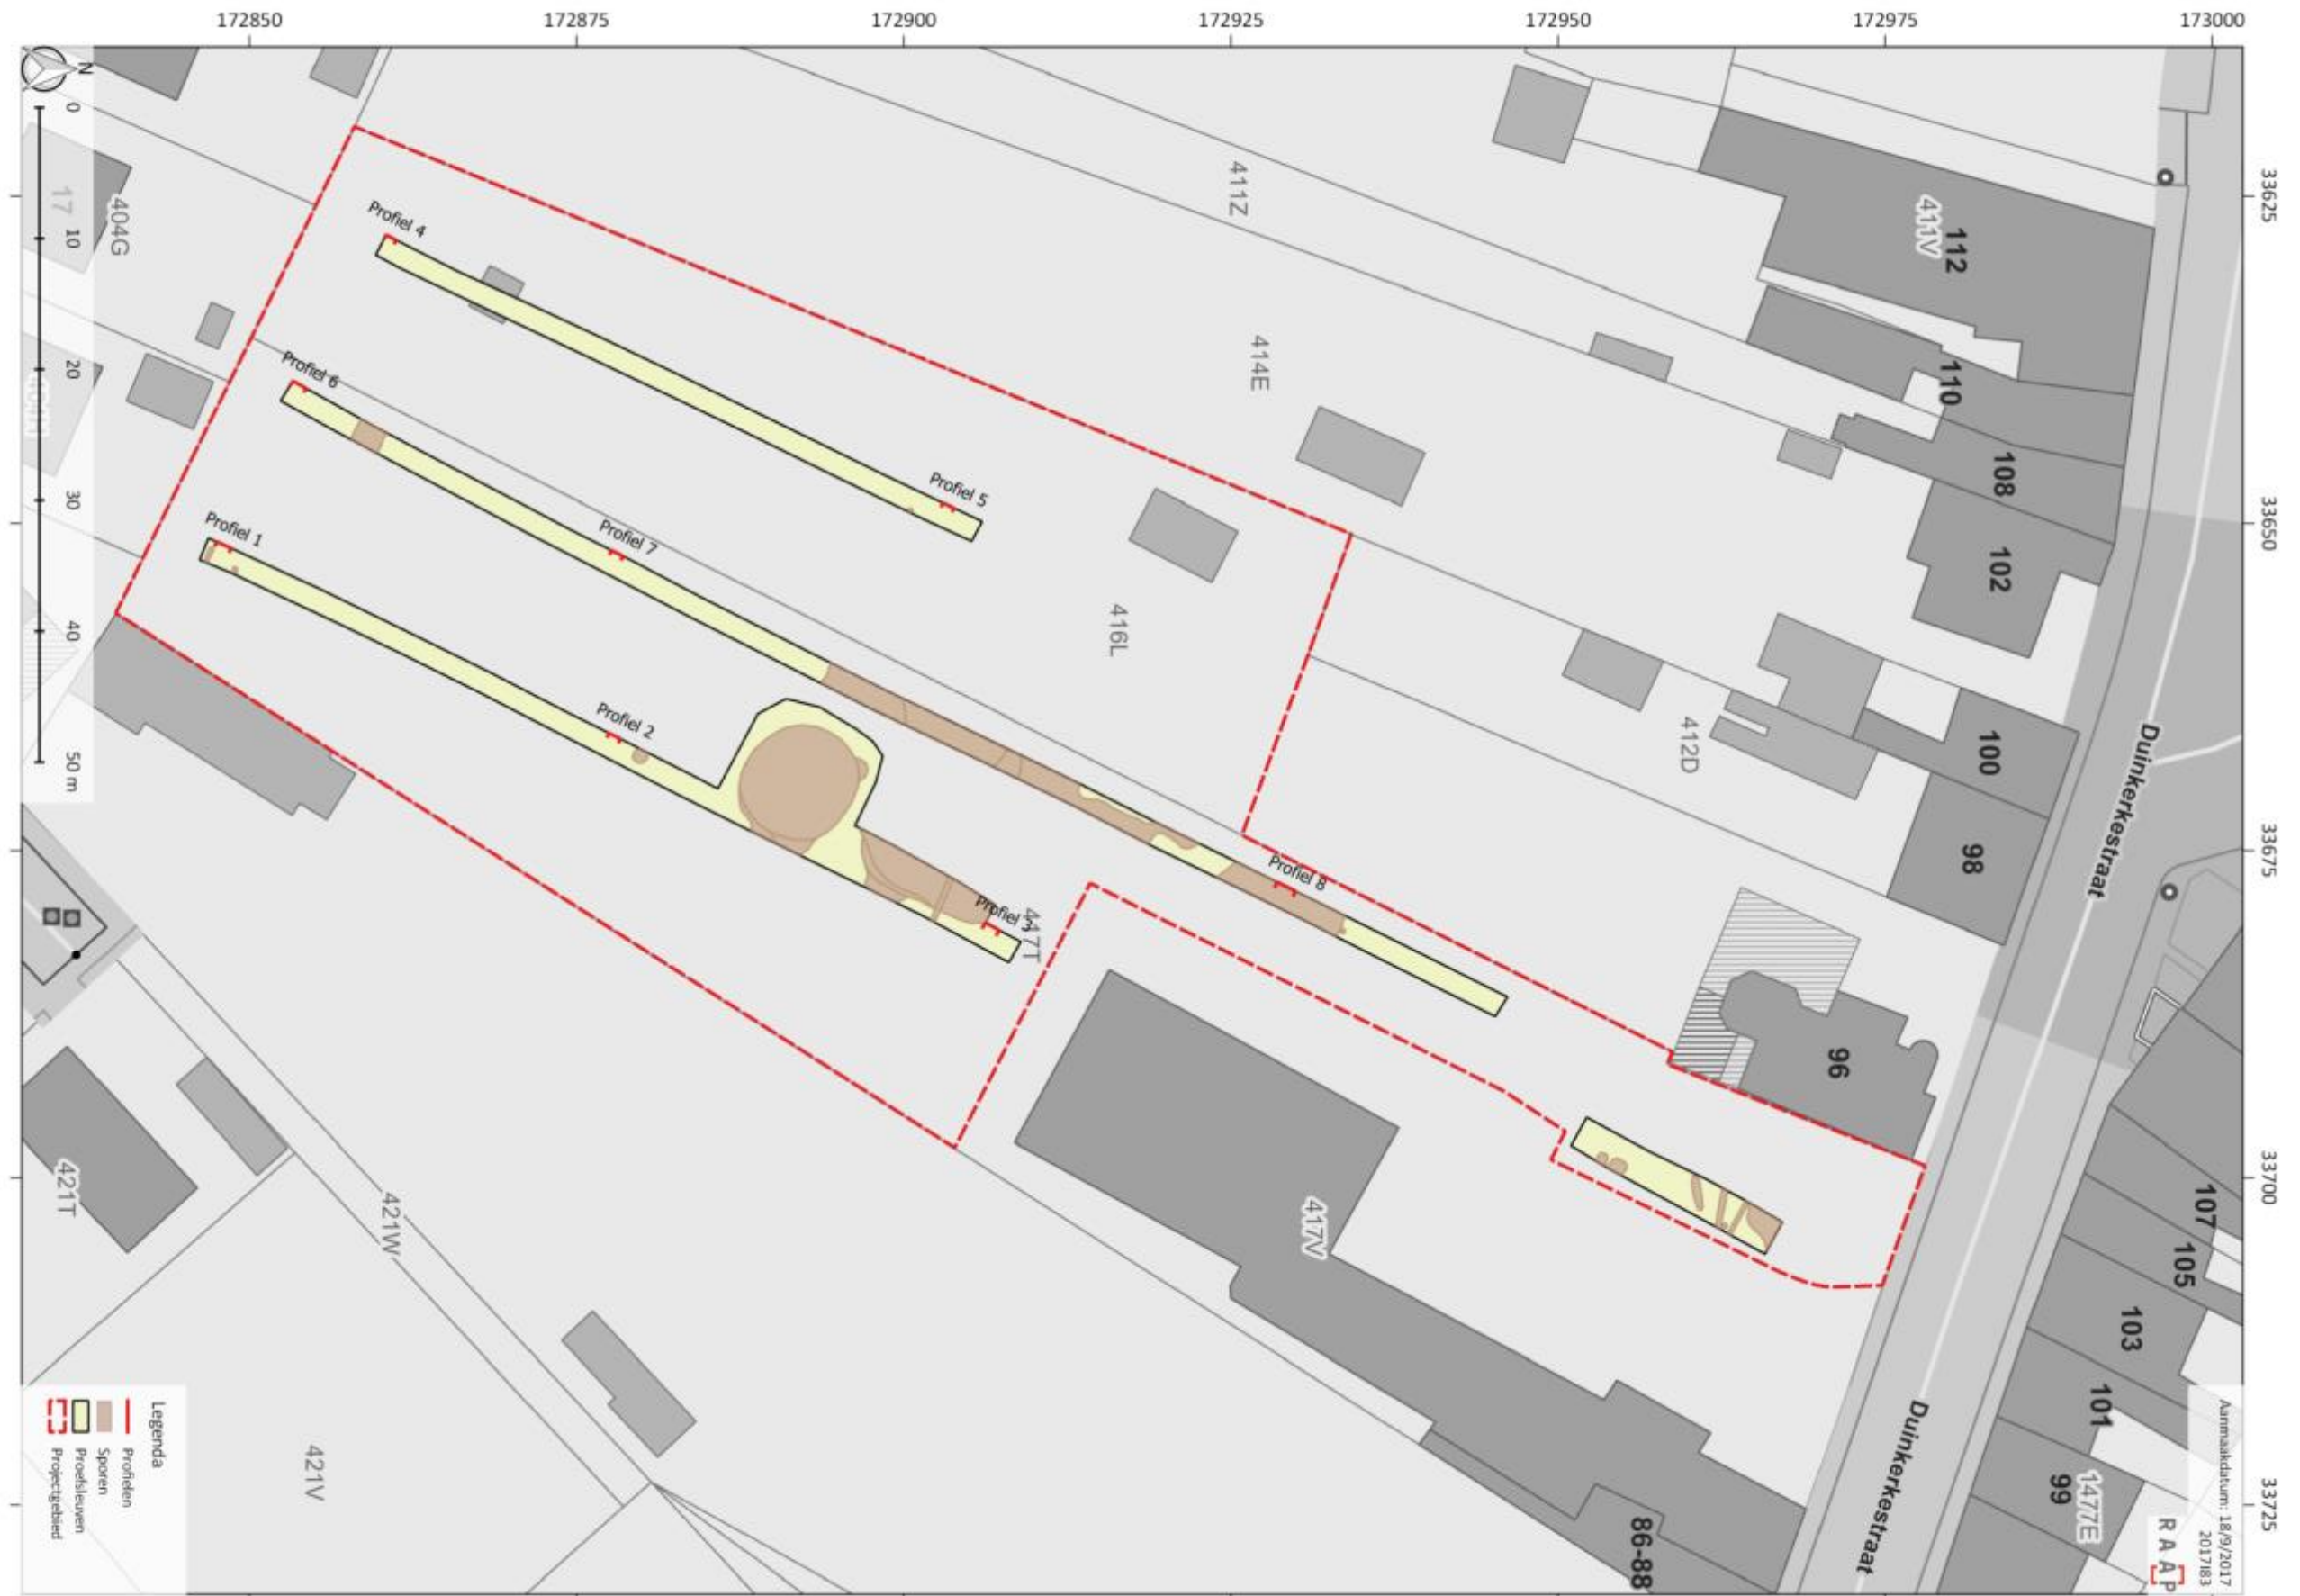 172850 172875 172900 172925 172950 172975 173000
33625
33650
33675
33700
33725
N
0 10 20 30 40 50 m
17
404G
Profiel 4
Profiel 5
Profiel 6
Profiel 7
Profiel 8
Profiel 1
Profiel 2
Profiel 3
411Z
414E
416L
412D
417T
417V
411V
112
110
108
102
100
98
96
Duinkerkestraat
Duinkerkestraat
107
105
103
101
99
1477E
86-88
421T
421W
421V
Legenda
Profielen
Sporen
Proefsleuven
Projectgebied
Aanmaakdatum: 18/9/2017
2017I83
RAAP